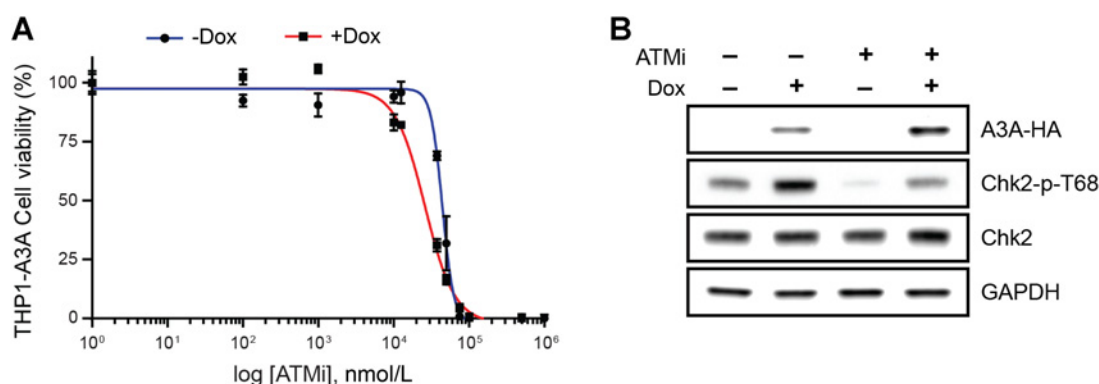 A
-Dox
+Dox
THP1-A3A Cell viability (%)
100
75
50
25
0
10⁰ 10¹ 10² 10³ 10⁴ 10⁵ 10⁶
log [ATMi], nmol/L
B
ATMi – – + +
Dox – + – +
A3A-HA
Chk2-p-T68
Chk2
GAPDH